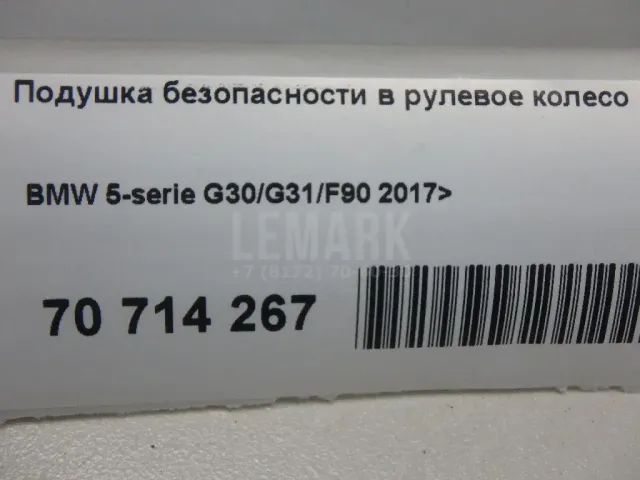 Подушка безопасности в рулевое колесо
BMW 5-serie G30/G31/F90 2017>
LEMARK
70 714 267